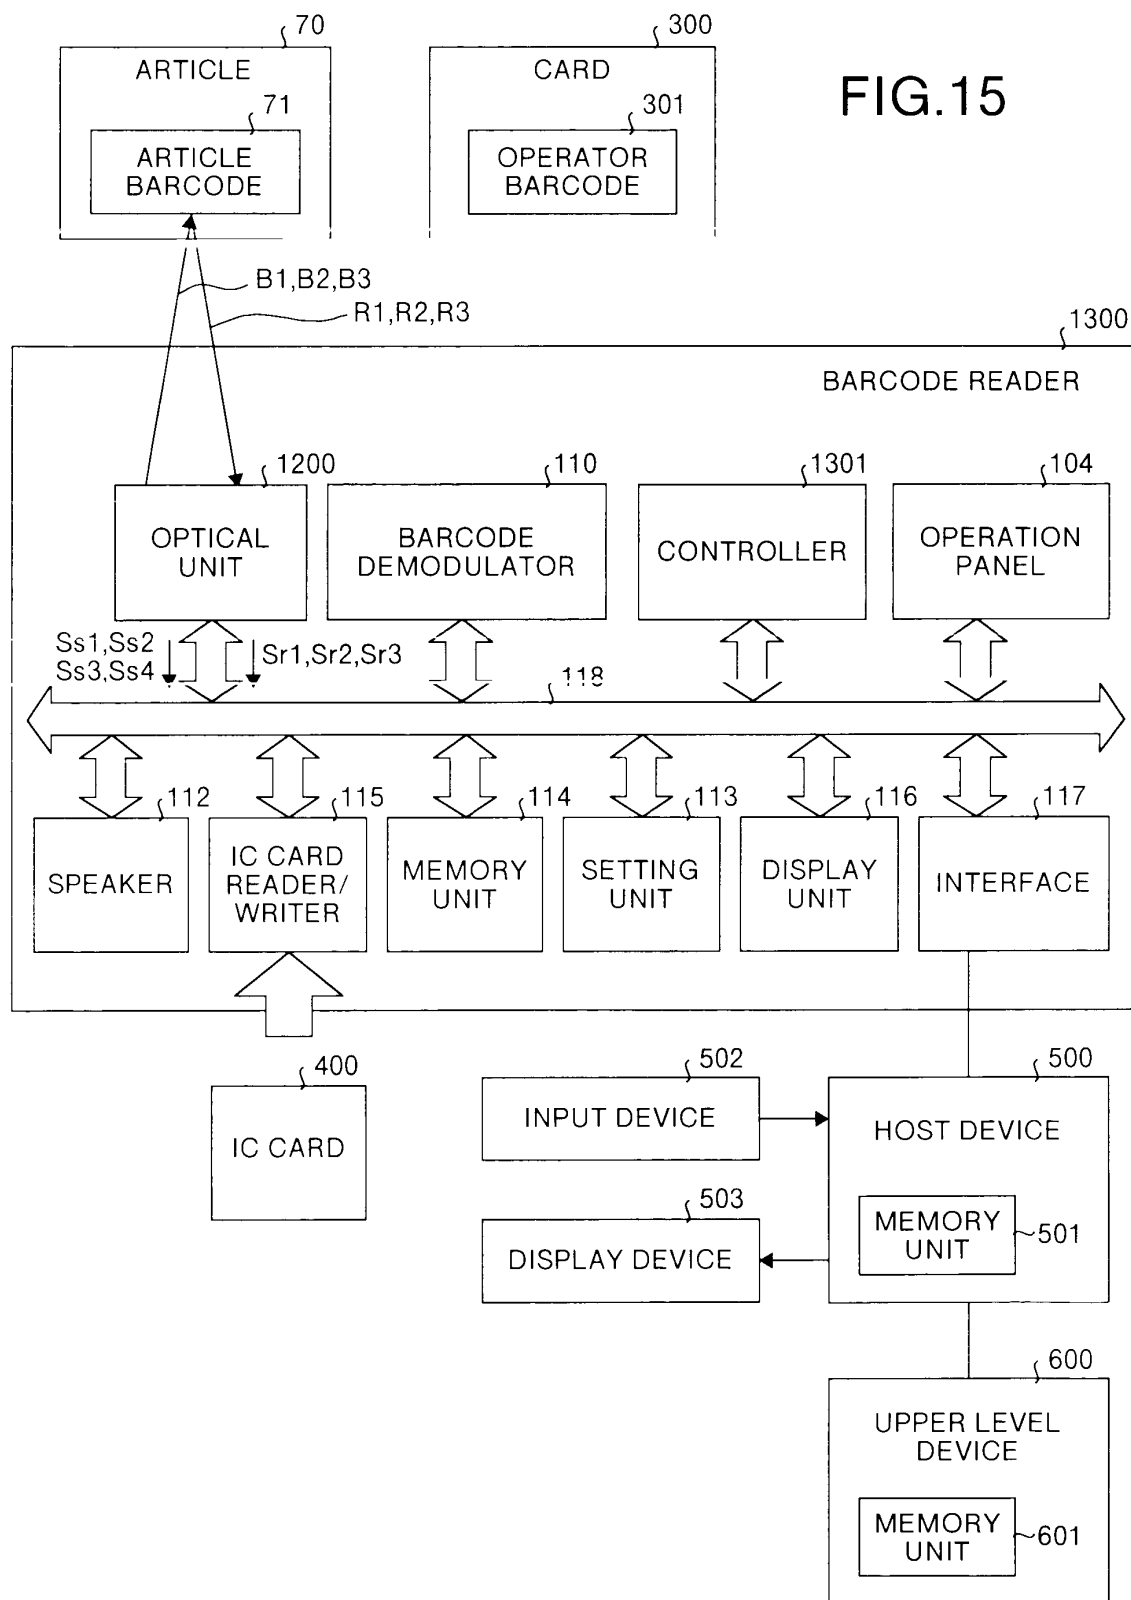 70
300
ARTICLE
CARD
FIG.15
71
301
ARTICLE
BARCODE
OPERATOR
BARCODE
B1,B2,B3
R1,R2,R3
1300
BARCODE READER
1200
110
1301
104
OPTICAL
UNIT
BARCODE
DEMODULATOR
CONTROLLER
OPERATION
PANEL
Ss1,Ss2
Ss3,Ss4
Sr1,Sr2,Sr3
118
112
115
114
113
116
117
SPEAKER
IC CARD
READER/
WRITER
MEMORY
UNIT
SETTING
UNIT
DISPLAY
UNIT
INTERFACE
400
IC CARD
502
INPUT DEVICE
500
HOST DEVICE
503
DISPLAY DEVICE
MEMORY
UNIT
501
600
UPPER LEVEL
DEVICE
MEMORY
UNIT
601